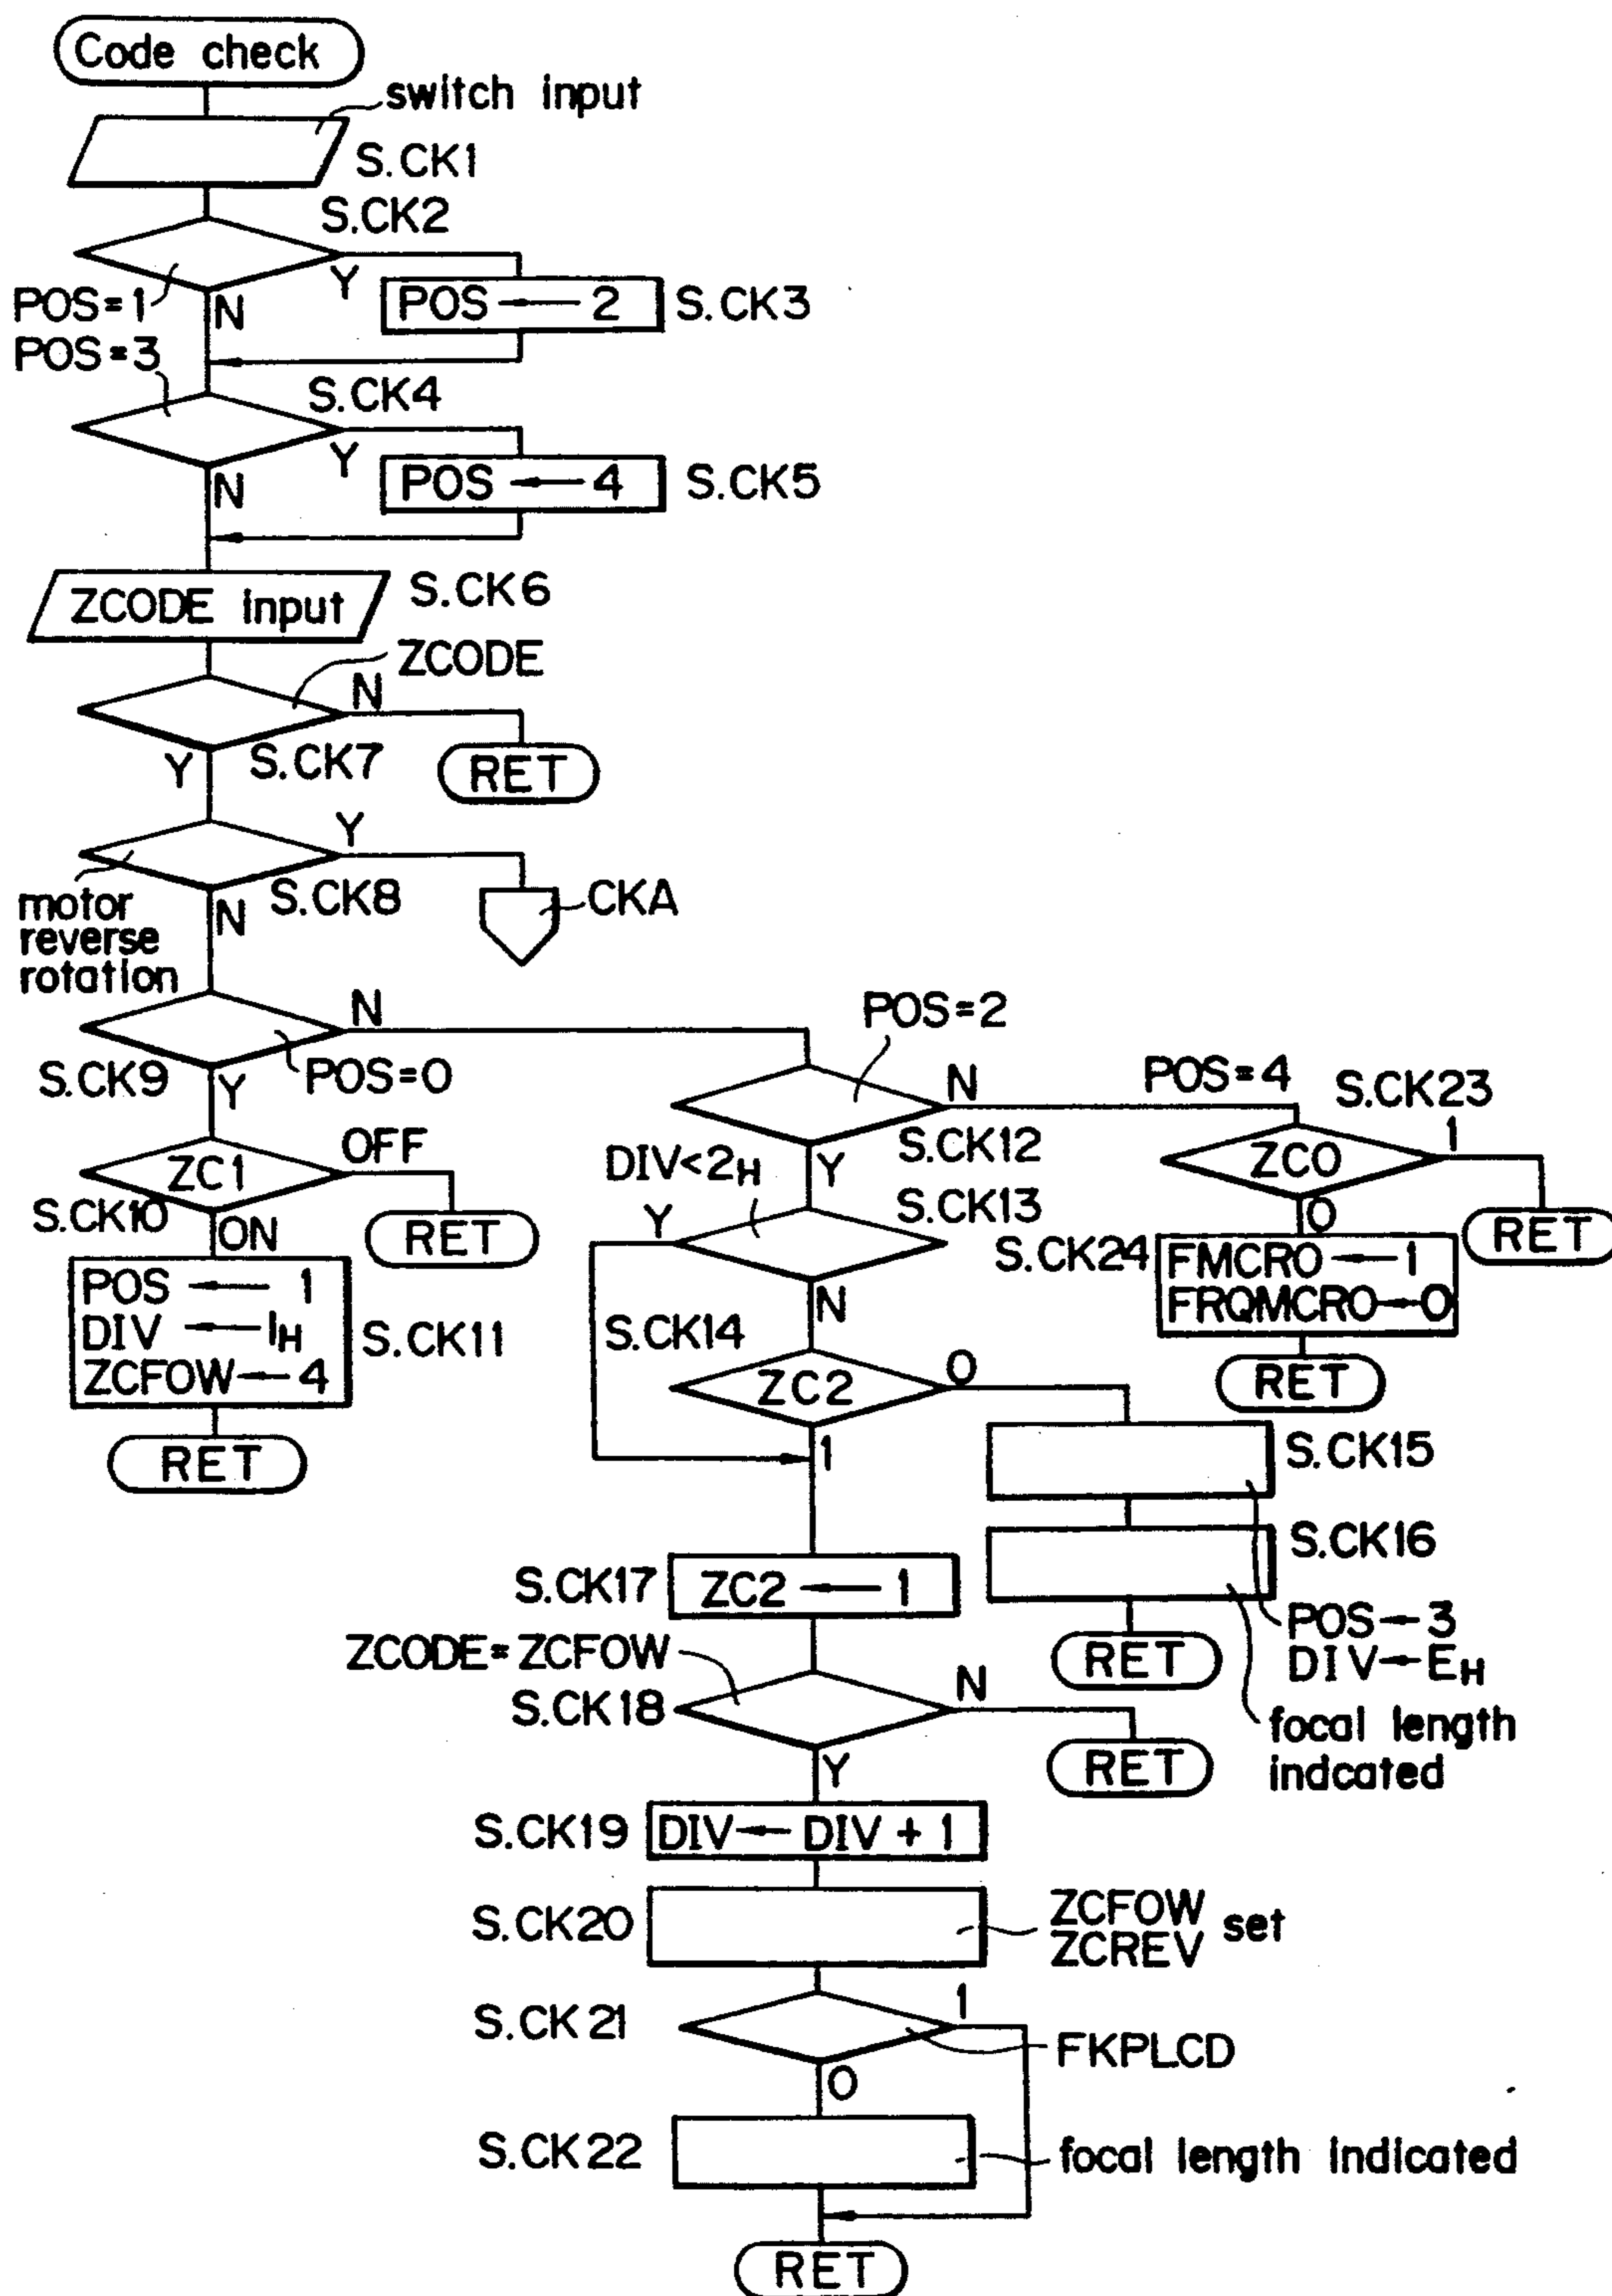 Code check
switch input
S.CK1
S.CK2
POS=1
Y
N
POS ← 2
S.CK3
POS=3
S.CK4
Y
N
POS ← 4
S.CK5
ZCODE input
S.CK6
ZCODE
N
Y
S.CK7
RET
Y
motor
reverse
rotation
S.CK8
N
CKA
N
S.CK9
Y
POS=0
POS=2
N
POS=4
S.CK23
S.CK12
Y
ZC0
1
0
RET
ZC1
OFF
S.CK10
ON
RET
DIV<2H
S.CK13
Y
N
S.CK24
FMCRO ← 1
FRQMCRO←0
RET
POS ← 1
DIV ← 1H
ZCFOW ← 4
S.CK11
RET
S.CK14
ZC2
0
1
S.CK15
S.CK16
POS ← 3
DIV ← EH
focal length
indcated
RET
S.CK17
ZC2 ← 1
ZCODE=ZCFOW
S.CK18
N
Y
RET
S.CK19
DIV ← DIV + 1
S.CK20
ZCFOW
ZCREV
set
S.CK21
1
FKPLCD
0
S.CK22
focal length indicated
RET